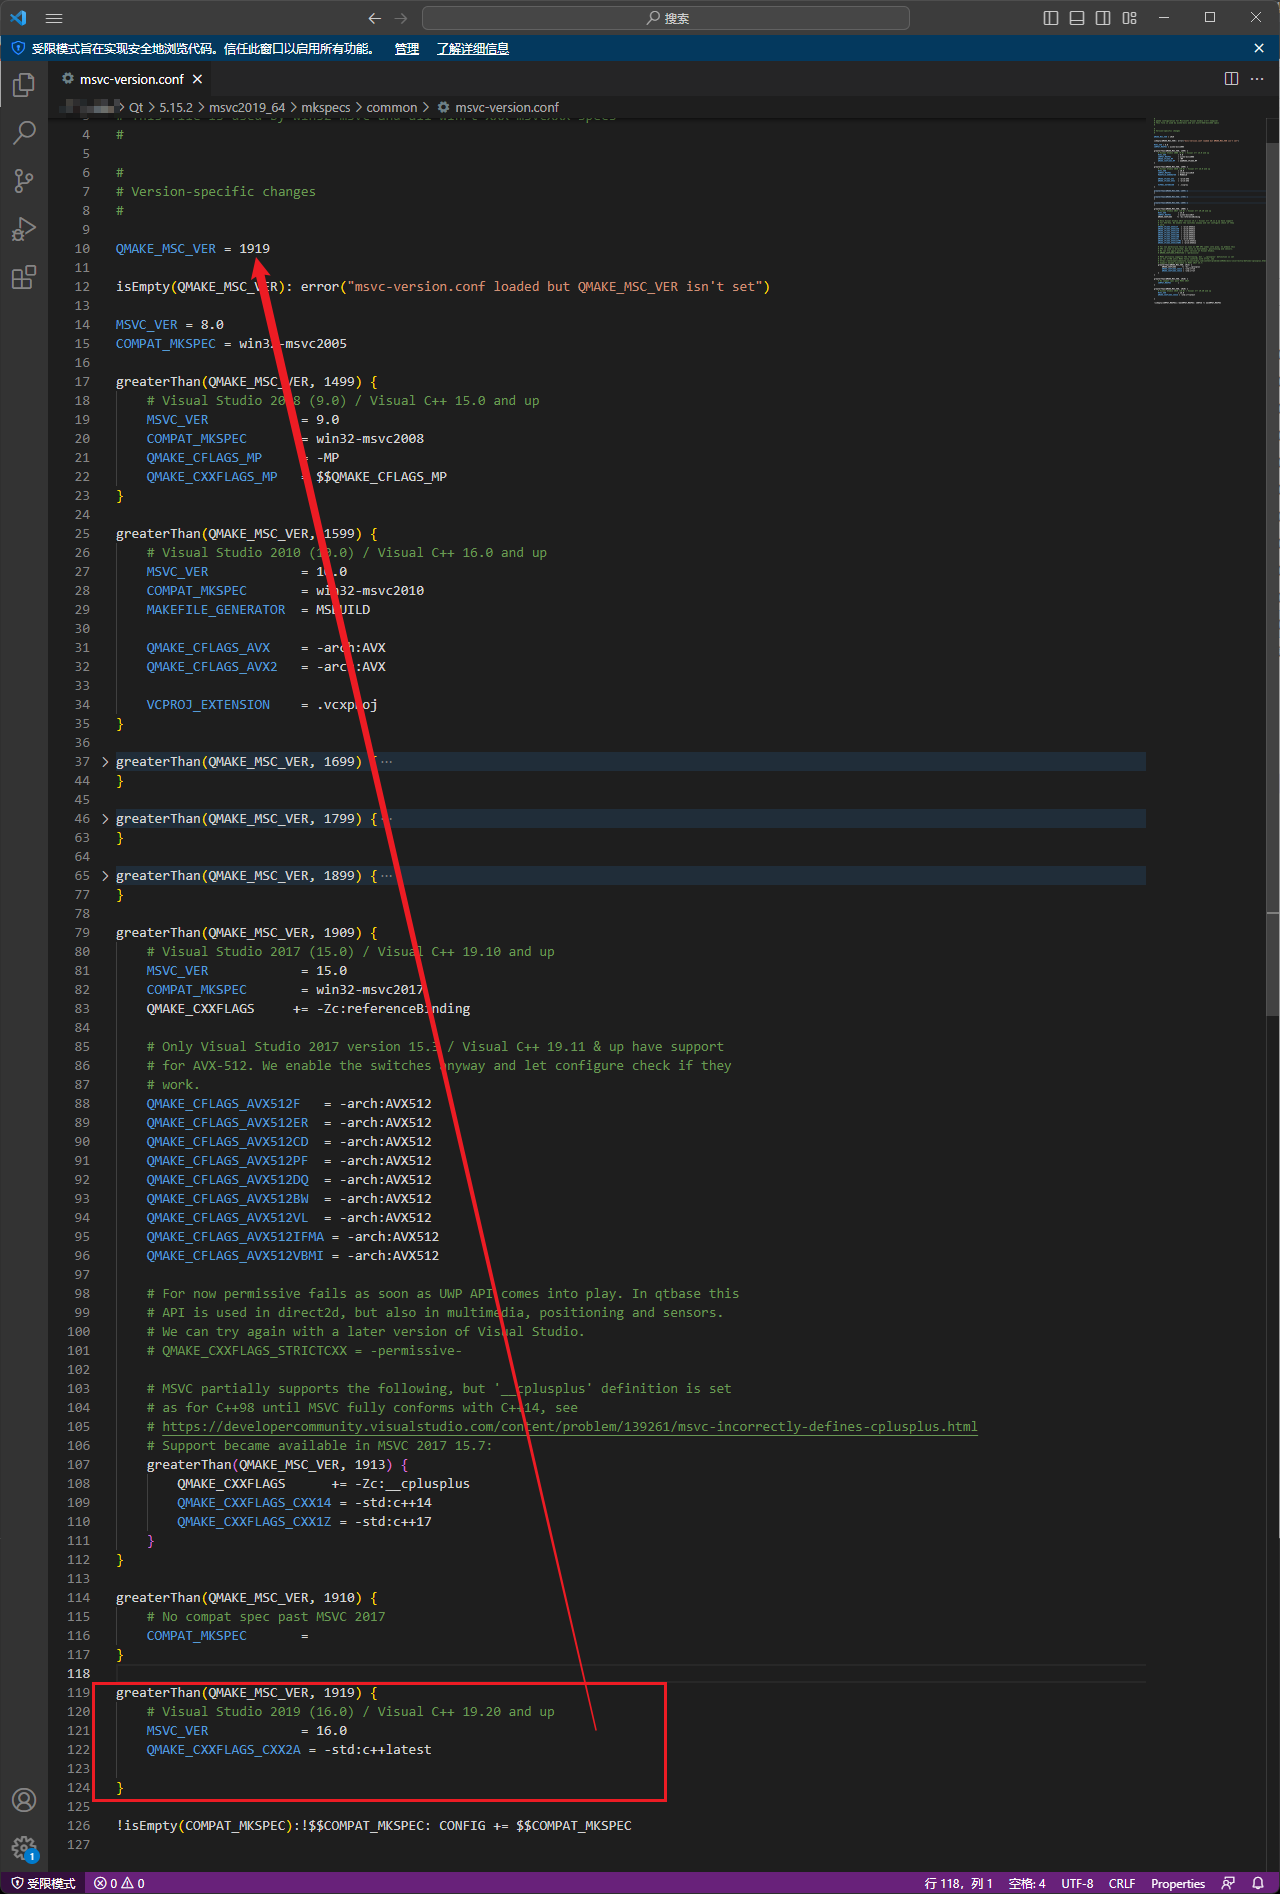 搜索
受限模式旨在实现安全地浏览代码。信任此窗口以启用所有功能。 管理 了解详细信息
msvc-version.conf
Qt > 5.15.2 > msvc2019_64 > mkspecs > common > msvc-version.conf
4 #
5
6 #
7 # Version-specific changes
8 #
9
10 QMAKE_MSC_VER = 1919
11
12 isEmpty(QMAKE_MSC_VER): error("msvc-version.conf loaded but QMAKE_MSC_VER isn't set")
13
14 MSVC_VER = 8.0
15 COMPAT_MKSPEC = win32-msvc2005
16
17 greaterThan(QMAKE_MSC_VER, 1499) {
18 # Visual Studio 2008 (9.0) / Visual C++ 15.0 and up
19 MSVC_VER = 9.0
20 COMPAT_MKSPEC = win32-msvc2008
21 QMAKE_CFLAGS_MP = -MP
22 QMAKE_CXXFLAGS_MP = $$QMAKE_CFLAGS_MP
23 }
24
25 greaterThan(QMAKE_MSC_VER, 1599) {
26 # Visual Studio 2010 (10.0) / Visual C++ 16.0 and up
27 MSVC_VER = 10.0
28 COMPAT_MKSPEC = win32-msvc2010
29 MAKEFILE_GENERATOR = MSBUILD
30
31 QMAKE_CFLAGS_AVX = -arch:AVX
32 QMAKE_CFLAGS_AVX2 = -arch:AVX
33
34 VCPROJ_EXTENSION = .vcxproj
35 }
36
37 greaterThan(QMAKE_MSC_VER, 1699) { ···
44 }
45
46 greaterThan(QMAKE_MSC_VER, 1799) { ···
63 }
64
65 greaterThan(QMAKE_MSC_VER, 1899) { ···
77 }
78
79 greaterThan(QMAKE_MSC_VER, 1909) {
80 # Visual Studio 2017 (15.0) / Visual C++ 19.10 and up
81 MSVC_VER = 15.0
82 COMPAT_MKSPEC = win32-msvc2017
83 QMAKE_CXXFLAGS += -Zc:referenceBinding
84
85 # Only Visual Studio 2017 version 15.3 / Visual C++ 19.11 & up have support
86 # for AVX-512. We enable the switches anyway and let configure check if they
87 # work.
88 QMAKE_CFLAGS_AVX512F = -arch:AVX512
89 QMAKE_CFLAGS_AVX512ER = -arch:AVX512
90 QMAKE_CFLAGS_AVX512CD = -arch:AVX512
91 QMAKE_CFLAGS_AVX512PF = -arch:AVX512
92 QMAKE_CFLAGS_AVX512DQ = -arch:AVX512
93 QMAKE_CFLAGS_AVX512BW = -arch:AVX512
94 QMAKE_CFLAGS_AVX512VL = -arch:AVX512
95 QMAKE_CFLAGS_AVX512IFMA = -arch:AVX512
96 QMAKE_CFLAGS_AVX512VBMI = -arch:AVX512
97
98 # For now permissive fails as soon as UWP API comes into play. In qtbase this
99 # API is used in direct2d, but also in multimedia, positioning and sensors.
100 # We can try again with a later version of Visual Studio.
101 # QMAKE_CXXFLAGS_STRICTCXX = -permissive-
102
103 # MSVC partially supports the following, but '__cplusplus' definition is set
104 # as for C++98 until MSVC fully conforms with C++14, see
105 # https://developercommunity.visualstudio.com/content/problem/139261/msvc-incorrectly-defines-cplusplus.html
106 # Support became available in MSVC 2017 15.7:
107 greaterThan(QMAKE_MSC_VER, 1913) {
108 QMAKE_CXXFLAGS += -Zc:__cplusplus
109 QMAKE_CXXFLAGS_CXX14 = -std:c++14
110 QMAKE_CXXFLAGS_CXX1Z = -std:c++17
111 }
112 }
113
114 greaterThan(QMAKE_MSC_VER, 1910) {
115 # No compat spec past MSVC 2017
116 COMPAT_MKSPEC =
117 }
118
119 greaterThan(QMAKE_MSC_VER, 1919) {
120 # Visual Studio 2019 (16.0) / Visual C++ 19.20 and up
121 MSVC_VER = 16.0
122 QMAKE_CXXFLAGS_CXX2A = -std:c++latest
123
124 }
125
126 !isEmpty(COMPAT_MKSPEC):!$$COMPAT_MKSPEC: CONFIG += $$COMPAT_MKSPEC
127
1
受限模式 0 0 行 118，列 1 空格: 4 UTF-8 CRLF Properties